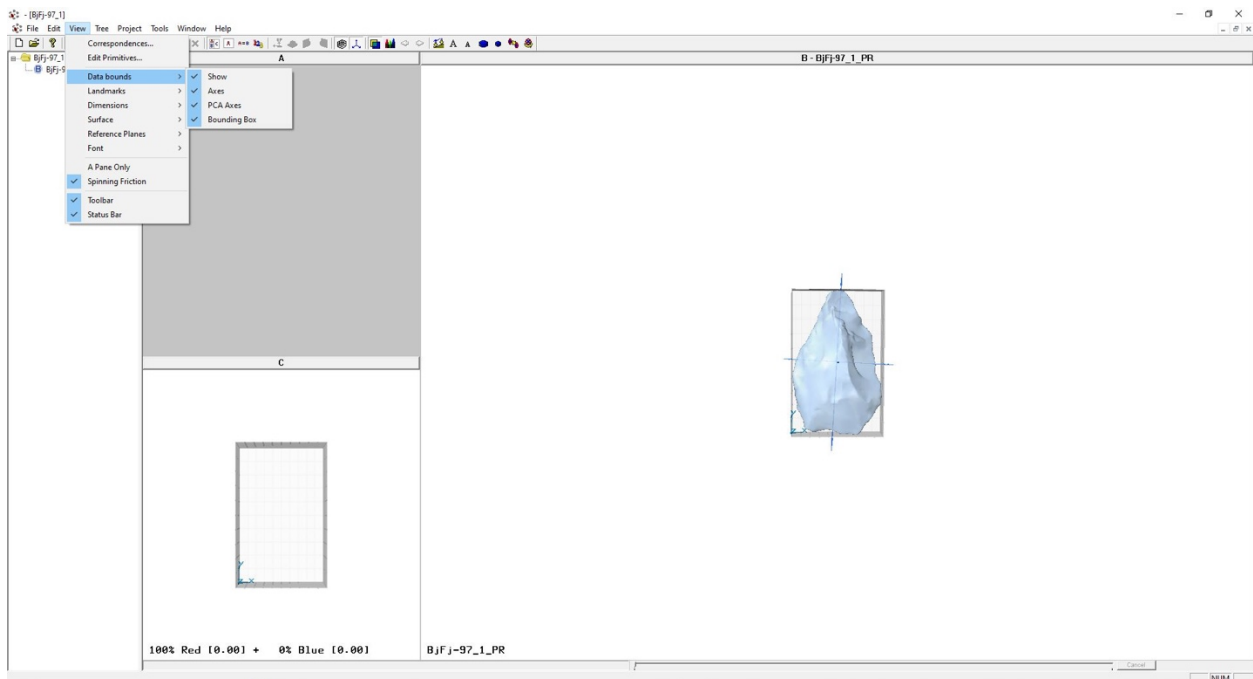 - [BjFj-97_1]
File Edit View Tree Project Tools Window Help
Correspondences...
Edit Primitives...
Data bounds
Landmarks
Dimensions
Surface
Reference Planes
Font
A Pane Only
Spinning Friction
Toolbar
Status Bar
Show
Axes
PCA Axes
Bounding Box
BjFj-97_1
BjFj-9
A
B - BjFj-97_1_PR
C
100% Red [0.00] + 0% Blue [0.00]
BjFj-97_1_PR
Cancel
NUM